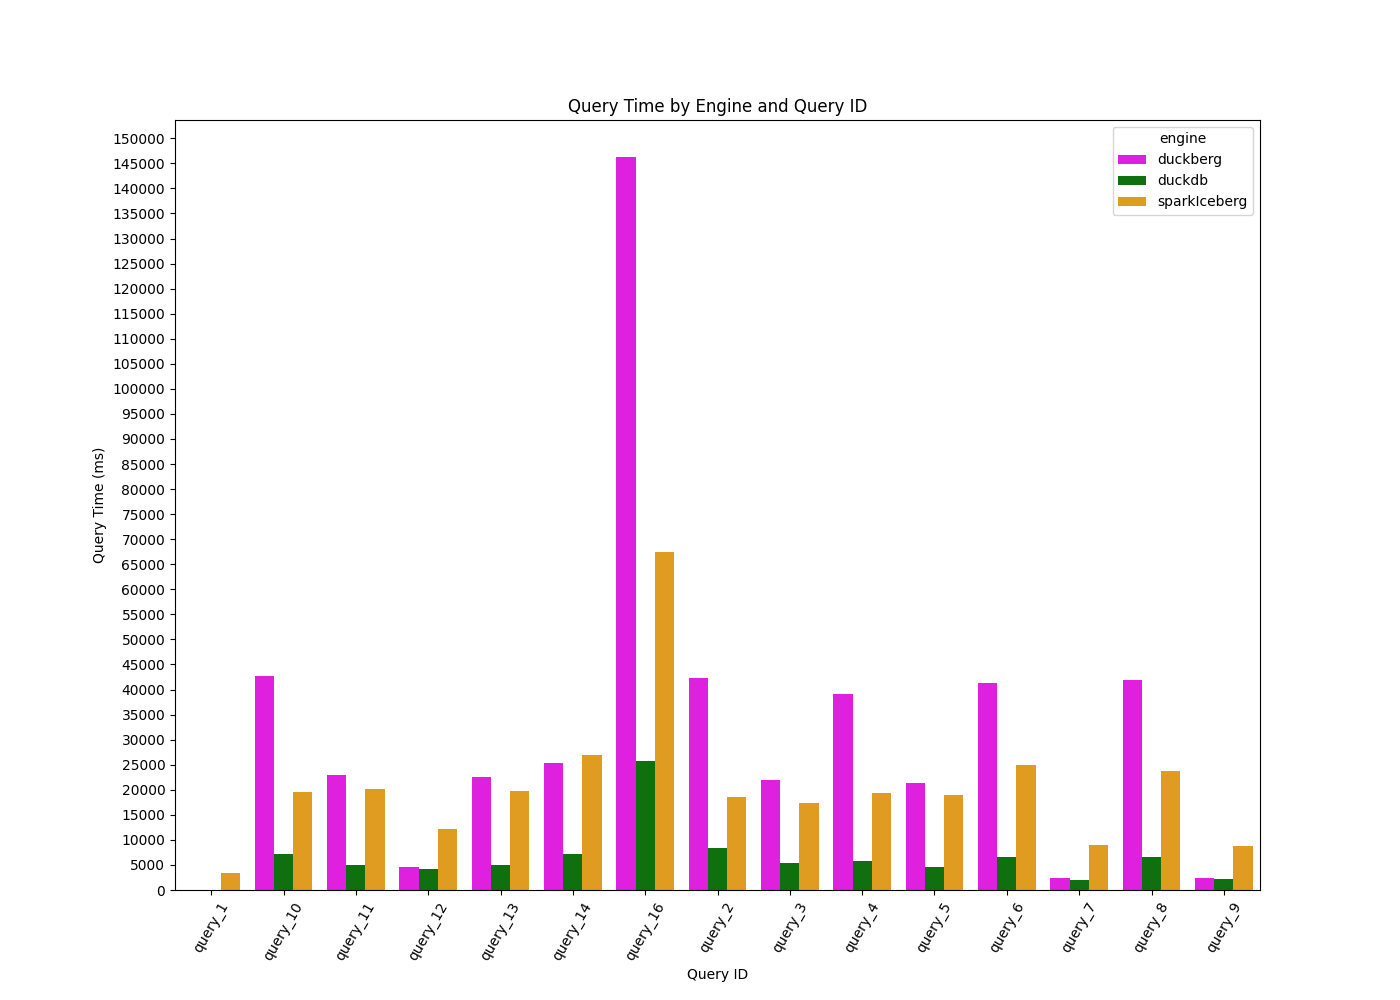 Query Time by Engine and Query ID
engine
duckberg
duckdb
sparkIceberg
Query Time (ms)
150000
145000
140000
135000
130000
125000
120000
115000
110000
105000
100000
95000
90000
85000
80000
75000
70000
65000
60000
55000
50000
45000
40000
35000
30000
25000
20000
15000
10000
5000
0
query_1
query_10
query_11
query_12
query_13
query_14
query_16
query_2
query_3
query_4
query_5
query_6
query_7
query_8
query_9
Query ID